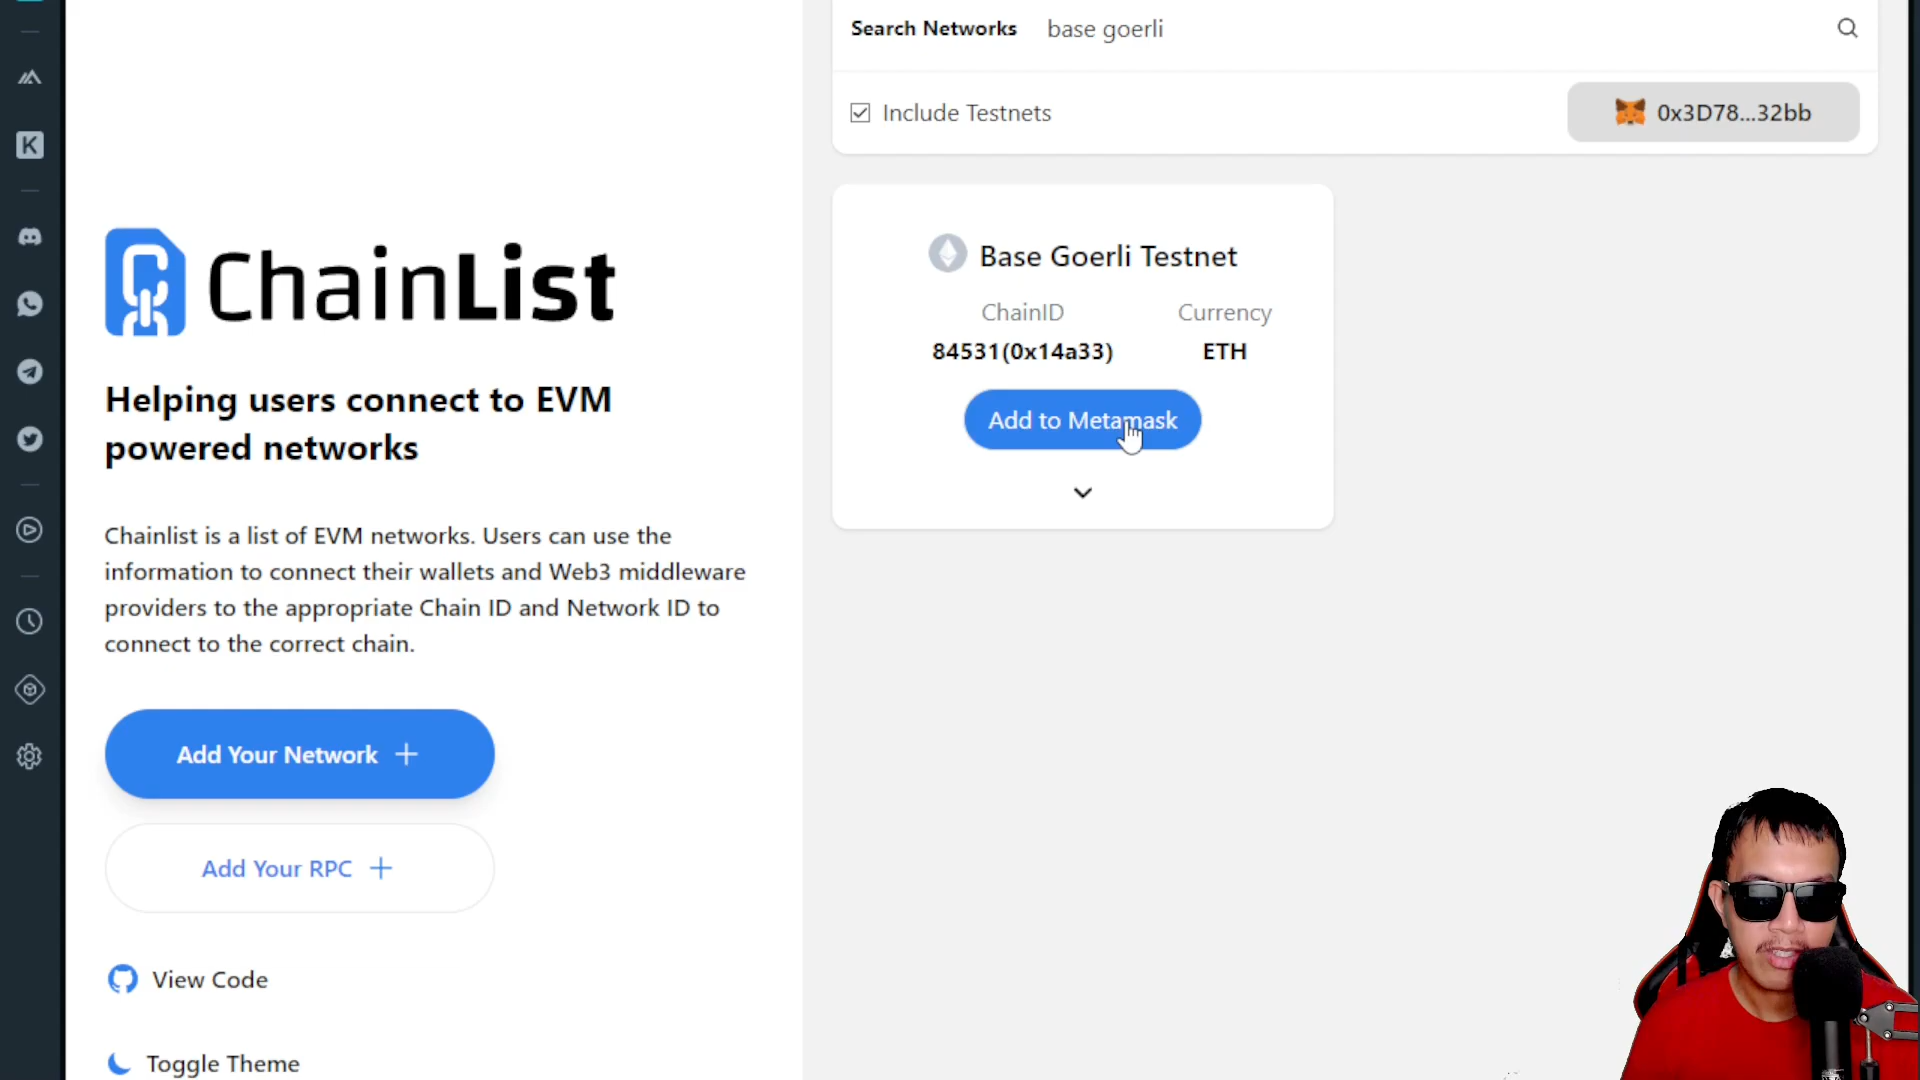 Search Networks base goerli
Include Testnets
0x3D78...32bb
K
ChainList
Helping users connect to EVM
powered networks
Chainlist is a list of EVM networks. Users can use the
information to connect their wallets and Web3 middleware
providers to the appropriate Chain ID and Network ID to
connect to the correct chain.
Add Your Network
Add Your RPC
View Code
Toggle Theme
Base Goerli Testnet
ChainID Currency
84531(0x14a33) ETH
Add to Metamask